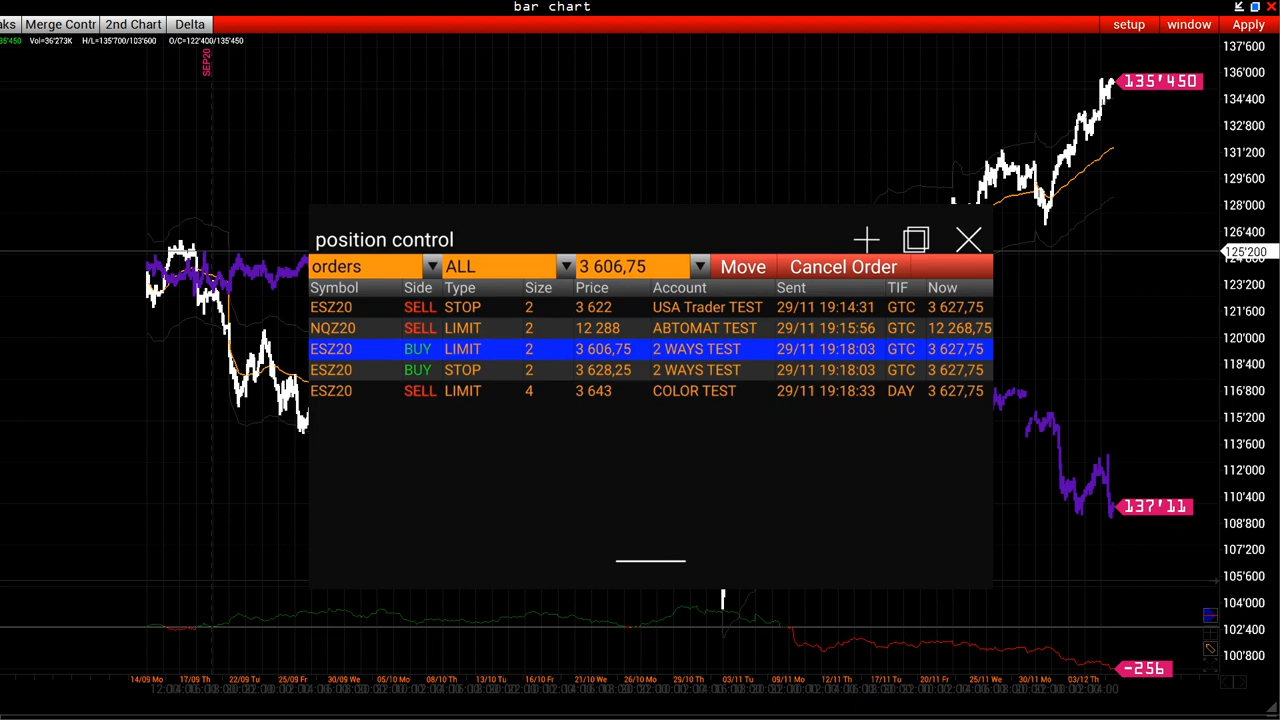 bar chart
aks Merge Contr 2nd Chart Delta setup window Apply
5'450 Vol=36'273K H/L=135'700/103'600 O/C=122'400/135'450
SEP20
137'600
136'000
135'450
134'400
132'800
131'200
129'600
128'000
126'400
125'200
123'200
121'600
120'000
118'400
116'800
115'200
113'600
112'000
110'400
137'11
108'800
107'200
105'600
104'000
102'400
100'800
-256
position control
orders ALL 3 606,75 Move Cancel Order
Symbol Side Type Size Price Account Sent TIF Now
ESZ20 SELL STOP 2 3 622 USA Trader TEST 29/11 19:14:31 GTC 3 627,75
NQZ20 SELL LIMIT 2 12 288 ABTOMAT TEST 29/11 19:15:56 GTC 12 268,75
ESZ20 BUY LIMIT 2 3 606,75 2 WAYS TEST 29/11 19:18:03 GTC 3 627,75
ESZ20 BUY STOP 2 3 628,25 2 WAYS TEST 29/11 19:18:03 GTC 3 627,75
ESZ20 SELL LIMIT 4 3 643 COLOR TEST 29/11 19:18:33 DAY 3 627,75
14/09 Mo 17/09 Th 22/09 Tu 25/09 Fr 30/09 We 05/10 Mo 08/10 Th 13/10 Tu 16/10 Fr 21/10 We 26/10 Mo 29/10 Th 03/11 Tu 09/11 Mo 12/11 Th 17/11 Tu 20/11 Fr 25/11 We 30/11 Mo 03/12 Th